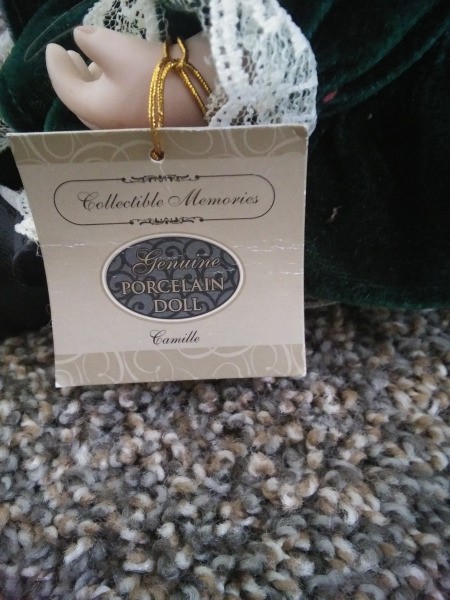 Collectible Memories
Genuine
PORCELAIN
DOLL
Camille